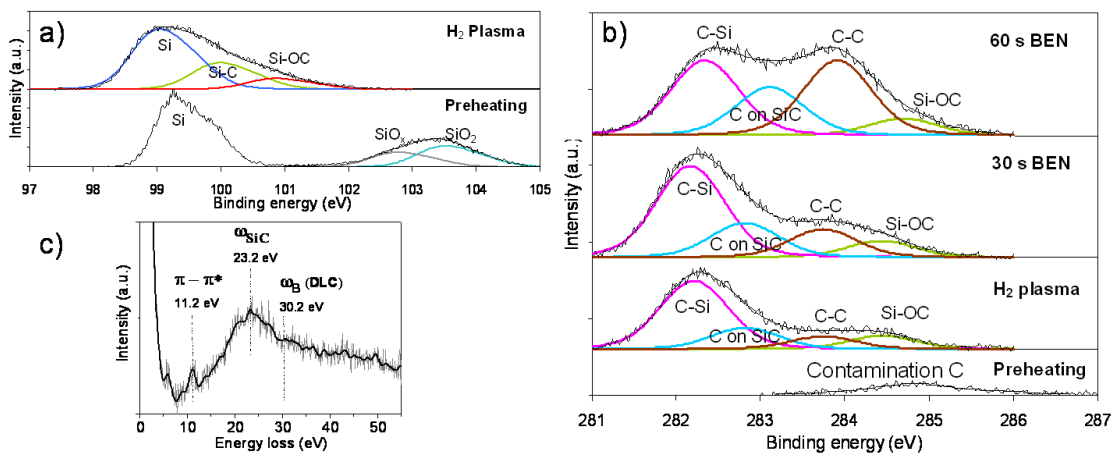 a)
H₂ Plasma
Si
Si-C
Si-OC
Preheating
Si
SiOₓ
SiO₂
Intensity (a.u.)
97 98 99 100 101 102 103 104 105
Binding energy (eV)
b)
60 s BEN
C-Si
C-C
C on SiC
Si-OC
30 s BEN
C-Si
C-C
C on SiC
Si-OC
H₂ plasma
C-Si
C-C
C on SiC
Si-OC
Preheating
Contamination C
Intensity (a.u.)
281 282 283 284 285 286 287
Binding energy (eV)
c)
ω_SiC
23.2 eV
π – π*
11.2 eV
ω_B (DLC)
30.2 eV
Intensity (a.u.)
0 10 20 30 40 50
Energy loss (eV)